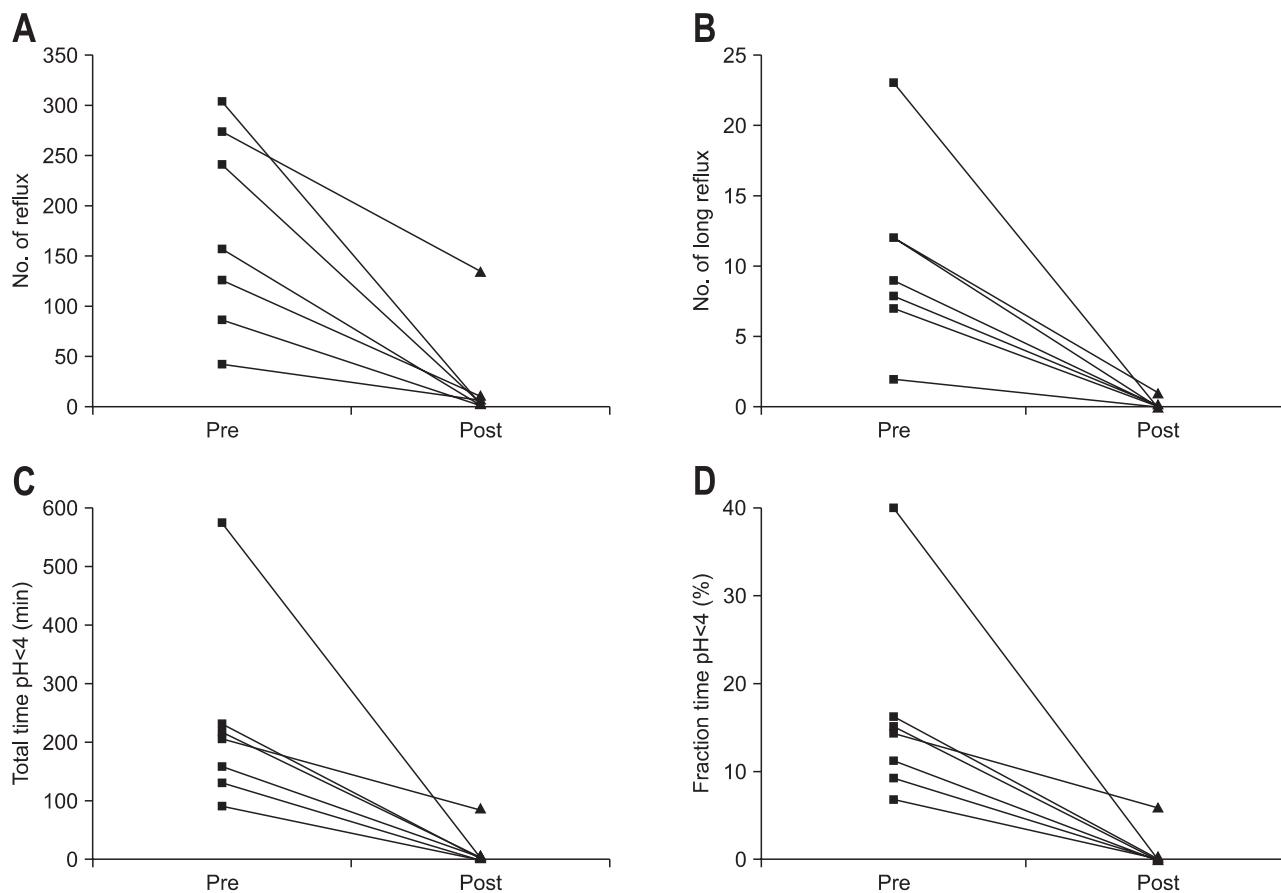 A
No. of reflux
350
300
250
200
150
100
50
0
Pre Post
B
No. of long reflux
25
20
15
10
5
0
Pre Post
C
Total time pH<4 (min)
600
500
400
300
200
100
0
Pre Post
D
Fraction time pH<4 (%)
40
30
20
10
0
Pre Post